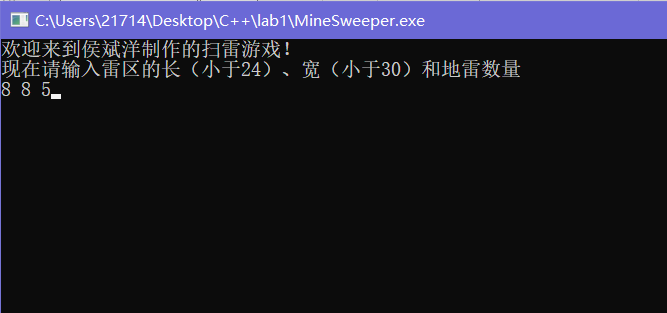 C:\Users\21714\Desktop\C++\lab1\MineSweeper.exe
欢迎来到侯斌洋制作的扫雷游戏！
现在请输入雷区的长（小于24）、宽（小于30）和地雷数量
8 8 5